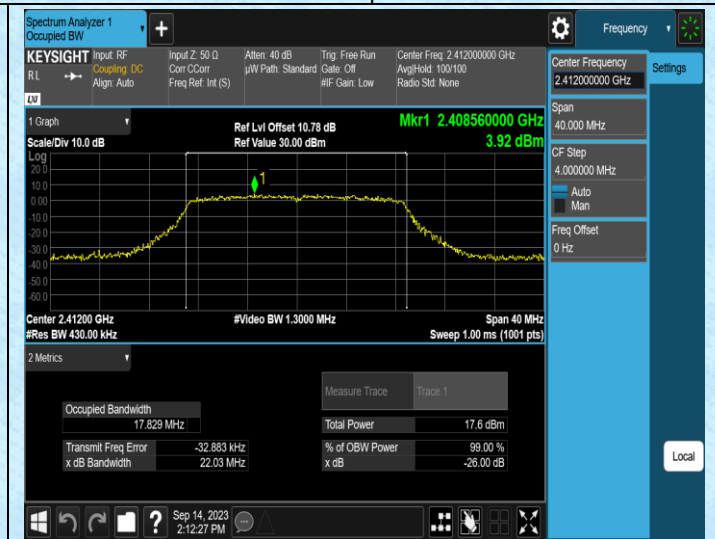 Spectrum Analyzer 1
Occupied BW
+
Frequency
KEYSIGHT
RL
LXI
Input: RF
Coupling: DC
Align: Auto
Input Z: 50 Ω
Corr CCorr
Freq Ref: Int (S)
Atten: 40 dB
µW Path: Standard
Trig: Free Run
Gate: Off
#IF Gain: Low
Center Freq: 2.412000000 GHz
Avg|Hold: 100/100
Radio Std: None
Center Frequency
2.412000000 GHz
Settings
Span
40.000 MHz
CF Step
4.000000 MHz
Auto
Man
Freq Offset
0 Hz
1 Graph
Scale/Div 10.0 dB
Ref Lvl Offset 10.78 dB
Ref Value 30.00 dBm
Mkr1 2.408560000 GHz
3.92 dBm
Log
20.0
10.0
0.00
-10.0
-20.0
-30.0
-40.0
-50.0
-60.0
1
Center 2.41200 GHz
#Res BW 430.00 kHz
#Video BW 1.3000 MHz
Span 40 MHz
Sweep 1.00 ms (1001 pts)
2 Metrics
Measure Trace Trace 1
Occupied Bandwidth
17.829 MHz
Total Power 17.6 dBm
Transmit Freq Error -32.883 kHz
% of OBW Power 99.00 %
x dB Bandwidth 22.03 MHz
x dB -26.00 dB
Local
?
Sep 14, 2023
2:12:27 PM